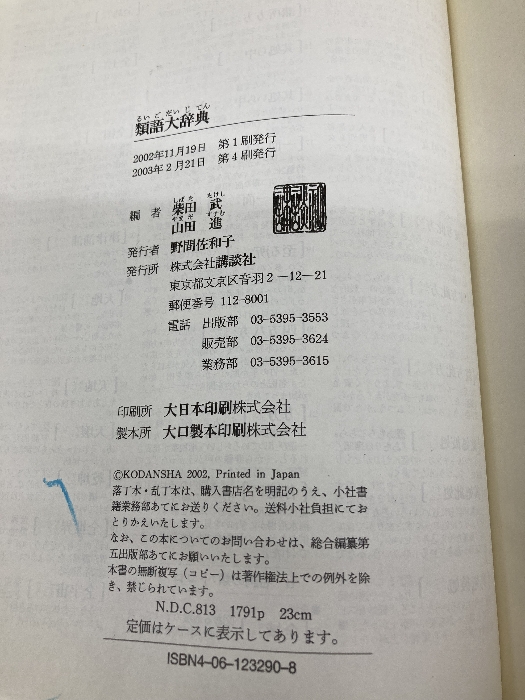 るいごだいじてん
類語大辞典
2002年11月19日 第1刷発行
2003年2月21日 第4刷発行
しばた たけし
編者 柴田 武
やまだ すすむ
山田 進
発行者 野間佐和子
発行所 株式会社講談社
東京都文京区音羽2-12-21
郵便番号 112-8001
電話 出版部 03-5395-3553
販売部 03-5395-3624
業務部 03-5395-3615
印刷所 大日本印刷株式会社
製本所 大口製本印刷株式会社
©KODANSHA 2002, Printed in Japan
落丁本・乱丁本は、購入書店名を明記のうえ、小社書
籍業務部あてにお送りください。送料小社負担にてお
とりかえいたします。
なお、この本についてのお問い合わせは、総合編纂第
五出版部あてにお願いいたします。
本書の無断複写(コピー)は著作権法上での例外を除
き、禁じられています。
N.D.C.813 1791p 23cm
定価はケースに表示してあります。
ISBN4-06-123290-8